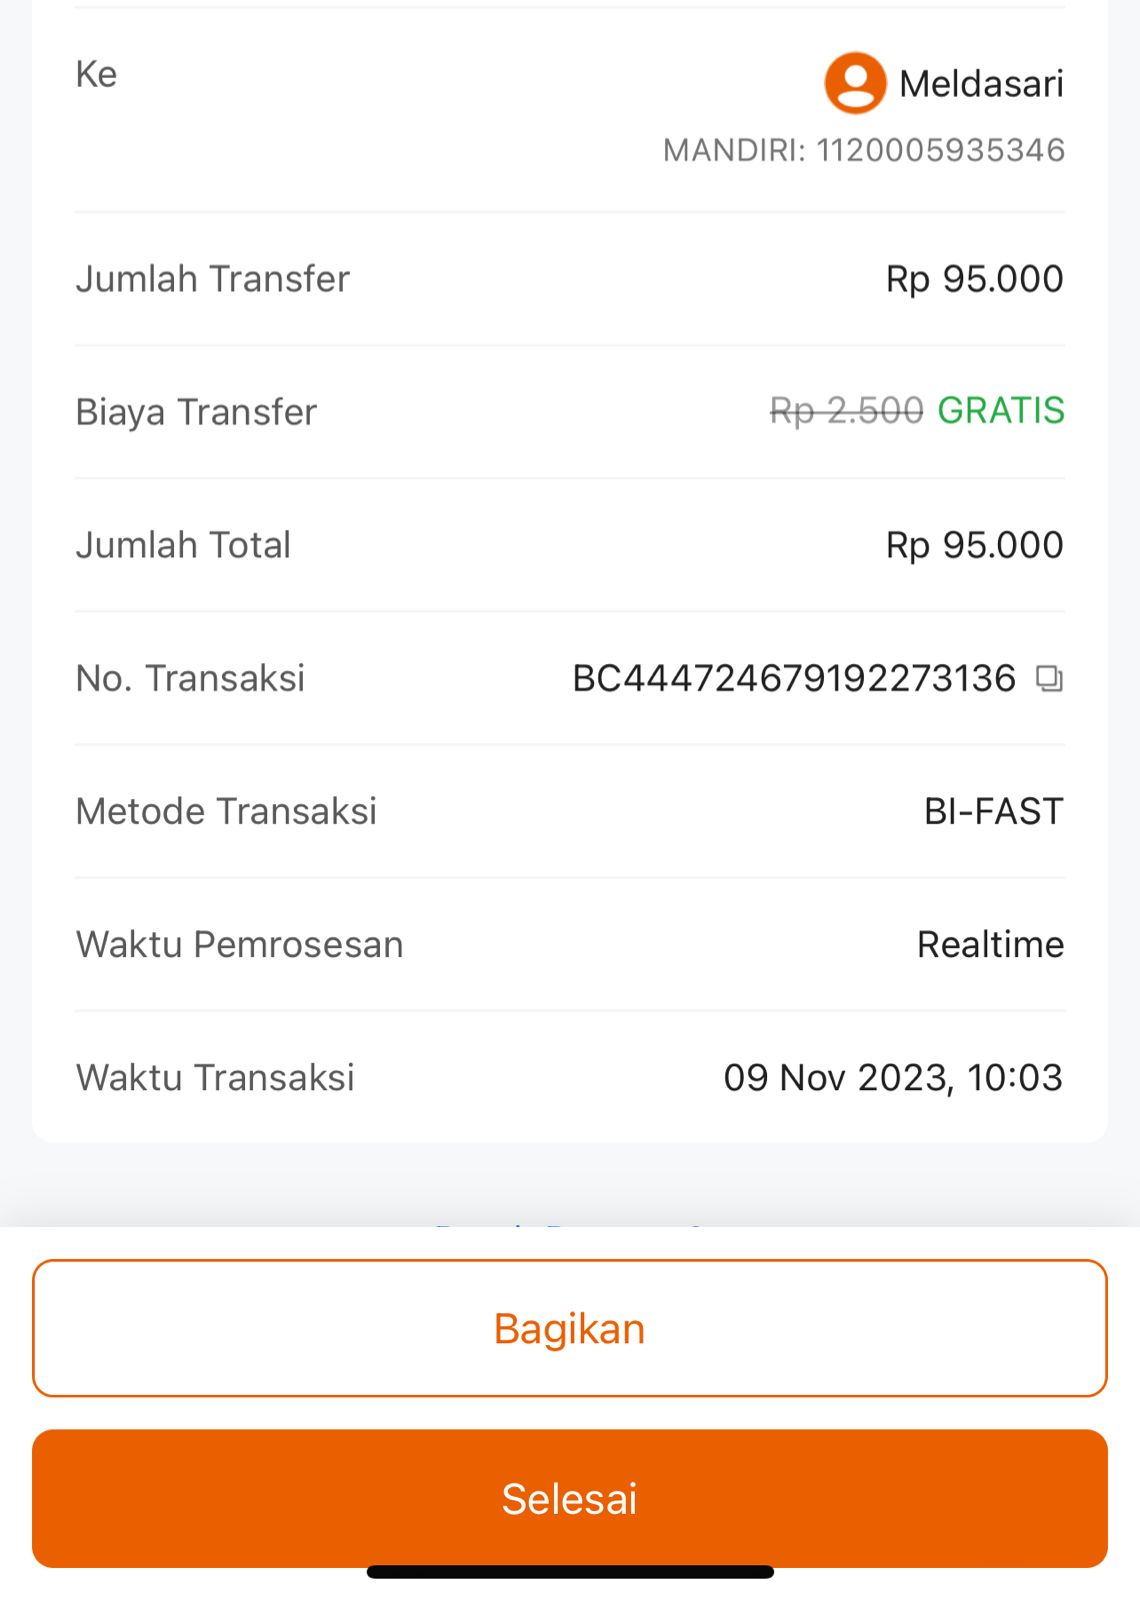 Ke
Meldasari
MANDIRI: 1120005935346
Jumlah Transfer Rp 95.000
Biaya Transfer Rp 2.500 GRATIS
Jumlah Total Rp 95.000
No. Transaksi BC444724679192273136
Metode Transaksi BI-FAST
Waktu Pemrosesan Realtime
Waktu Transaksi 09 Nov 2023, 10:03
Bagikan
Selesai